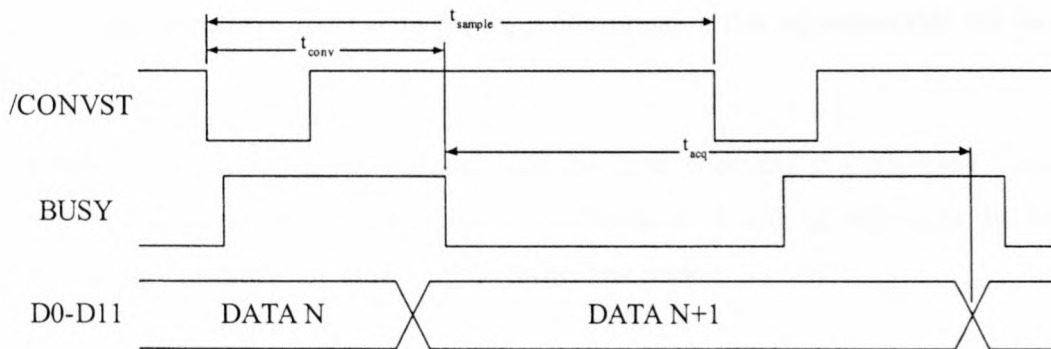 t_sample
t_conv
/CONVST
t_acq
BUSY
D0-D11 DATA N DATA N+1